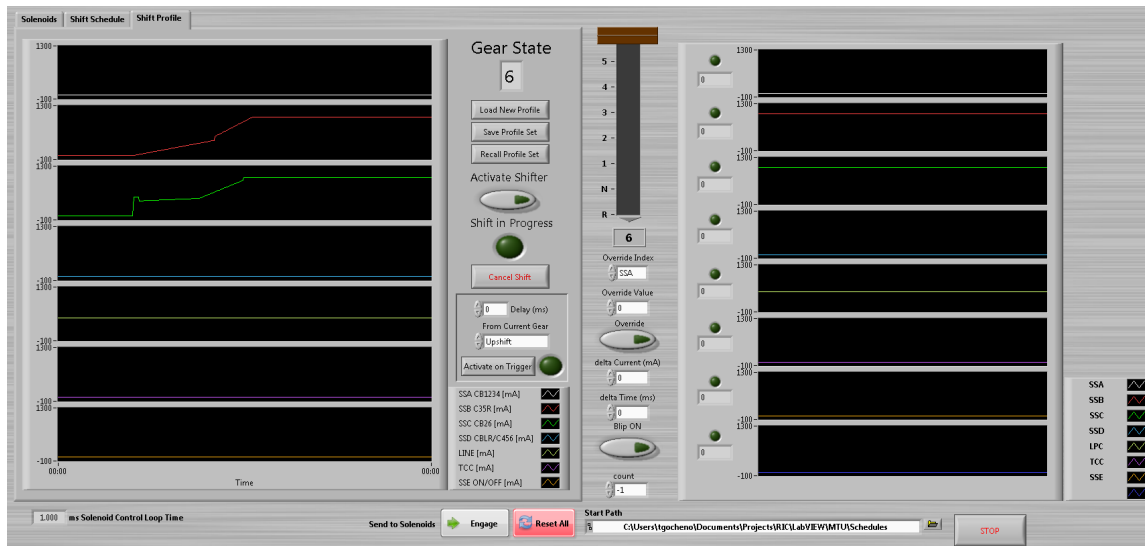 Solenoids Shift Schedule Shift Profile
1300
-100
1300
-100
1300
-100
1300
-100
1300
-100
1300
-100
1300
-100
00:00 00:00
Time
Gear State
6
Load New Profile
Save Profile Set
Recall Profile Set
Activate Shifter
Shift in Progress
Cancel Shift
0 Delay (ms)
From Current Gear
Upshift
Activate on Trigger
SSA CB1234 [mA]
SSB C35R [mA]
SSC CB26 [mA]
SSD CBLR/C456 [mA]
LINE [mA]
TCC [mA]
SSE ON/OFF [mA]
5
4
3
2
1
N
R
6
Override Index
SSA
Override Value
0
Override
delta Current (mA)
0
delta Time (ms)
0
Blip ON
count
-1
0
1300
-100
0
1300
-100
0
1300
-100
0
1300
-100
0
1300
-100
0
1300
-100
0
1300
-100
0
1300
-100
SSA
SSB
SSC
SSD
LPC
TCC
SSE
1.000 ms Solenoid Control Loop Time
Send to Solenoids Engage Reset All
Start Path
C:\Users\tgocheno\Documents\Projects\RIC\LabVIEW\MTU\Schedules
STOP